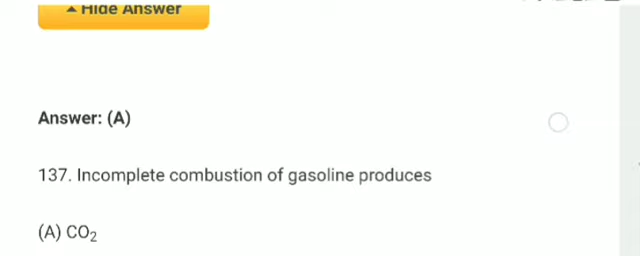 ▲ Hide Answer
Answer: (A)
137. Incomplete combustion of gasoline produces
(A) CO₂